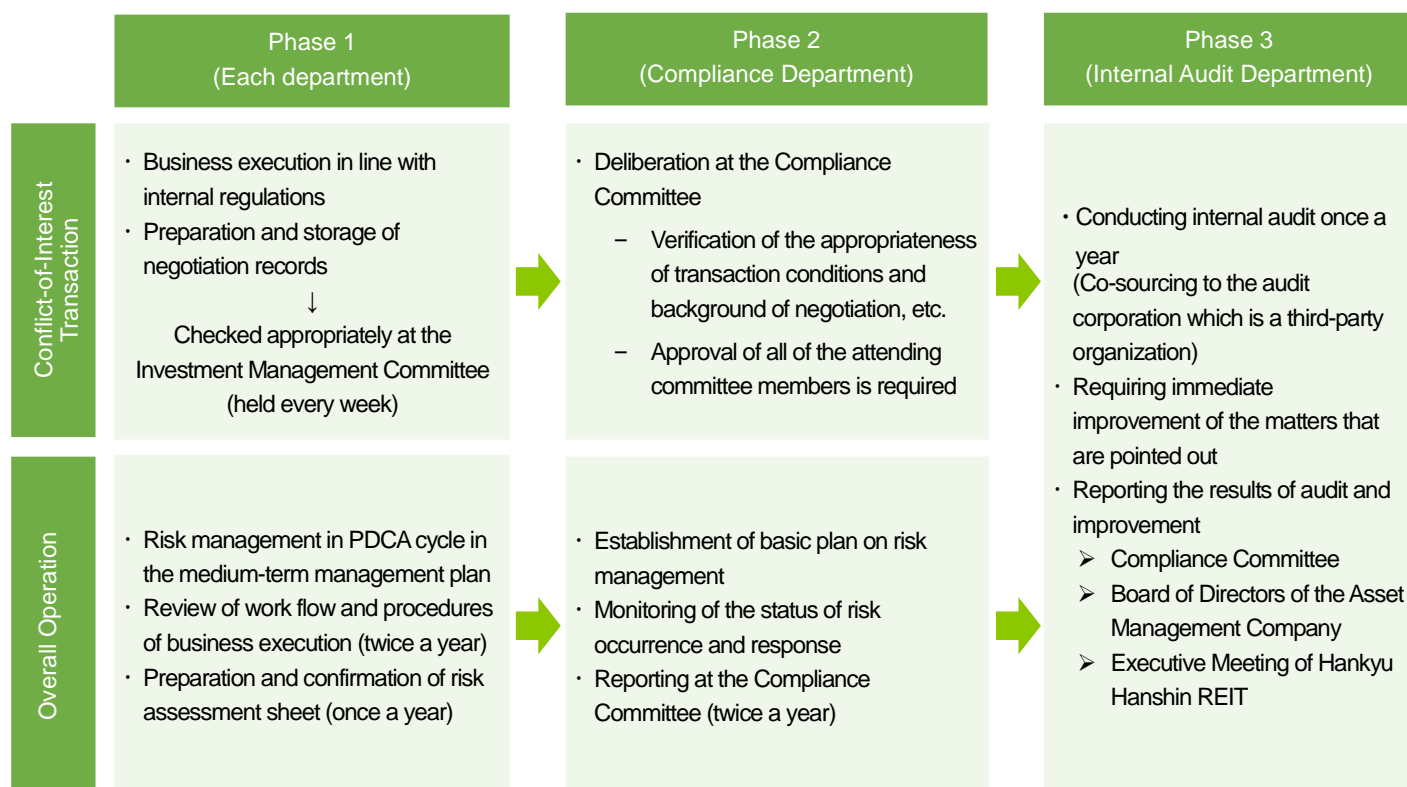 Phase 1
(Each department)
Phase 2
(Compliance Department)
Phase 3
(Internal Audit Department)
Conflict-of-Interest
Transaction
・Business execution in line with
internal regulations
・Preparation and storage of
negotiation records
↓
Checked appropriately at the
Investment Management Committee
(held every week)
・Deliberation at the Compliance
Committee
− Verification of the appropriateness
of transaction conditions and
background of negotiation, etc.
− Approval of all of the attending
committee members is required
・Conducting internal audit once a
year
(Co-sourcing to the audit
corporation which is a third-party
organization)
・Requiring immediate
improvement of the matters that
are pointed out
・Reporting the results of audit and
improvement
➢ Compliance Committee
➢ Board of Directors of the Asset
Management Company
➢ Executive Meeting of Hankyu
Hanshin REIT
Overall Operation
・Risk management in PDCA cycle in
the medium-term management plan
・Review of work flow and procedures
of business execution (twice a year)
・Preparation and confirmation of risk
assessment sheet (once a year)
・Establishment of basic plan on risk
management
・Monitoring of the status of risk
occurrence and response
・Reporting at the Compliance
Committee (twice a year)